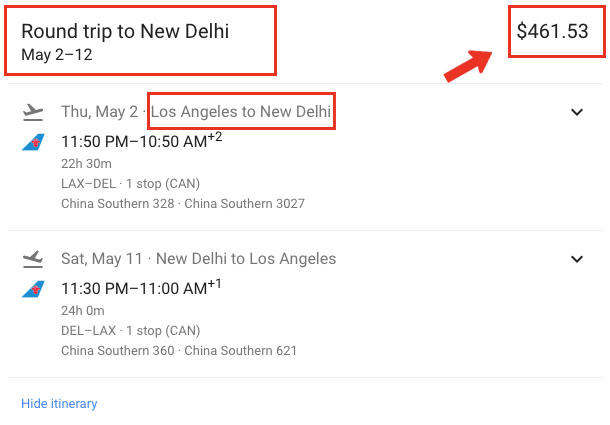 Round trip to New Delhi
$461.53
May 2–12
Thu, May 2 · Los Angeles to New Delhi
11:50 PM–10:50 AM+2
22h 30m
LAX–DEL · 1 stop (CAN)
China Southern 328 · China Southern 3027
Sat, May 11 · New Delhi to Los Angeles
11:30 PM–11:00 AM+1
24h 0m
DEL–LAX · 1 stop (CAN)
China Southern 360 · China Southern 621
Hide itinerary